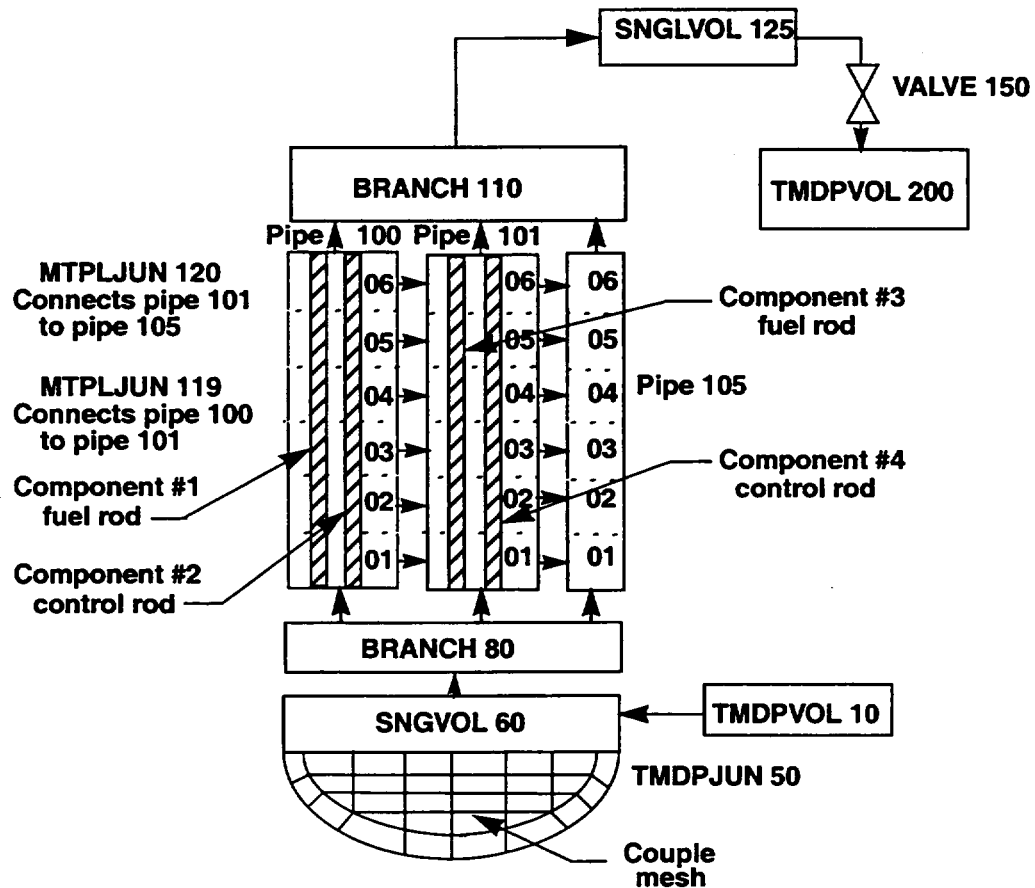 SNGLVOL 125
VALVE 150
TMDPVOL 200
BRANCH 110
Pipe 100 Pipe 101
MTPLJUN 120
Connects pipe 101
to pipe 105
MTPLJUN 119
Connects pipe 100
to pipe 101
Component #1
fuel rod
Component #2
control rod
06
05
04
03
02
01
06
05
04
03
02
01
06
05
04
03
02
01
Component #3
fuel rod
Pipe 105
Component #4
control rod
BRANCH 80
SNGVOL 60
TMDPVOL 10
TMDPJUN 50
Couple
mesh